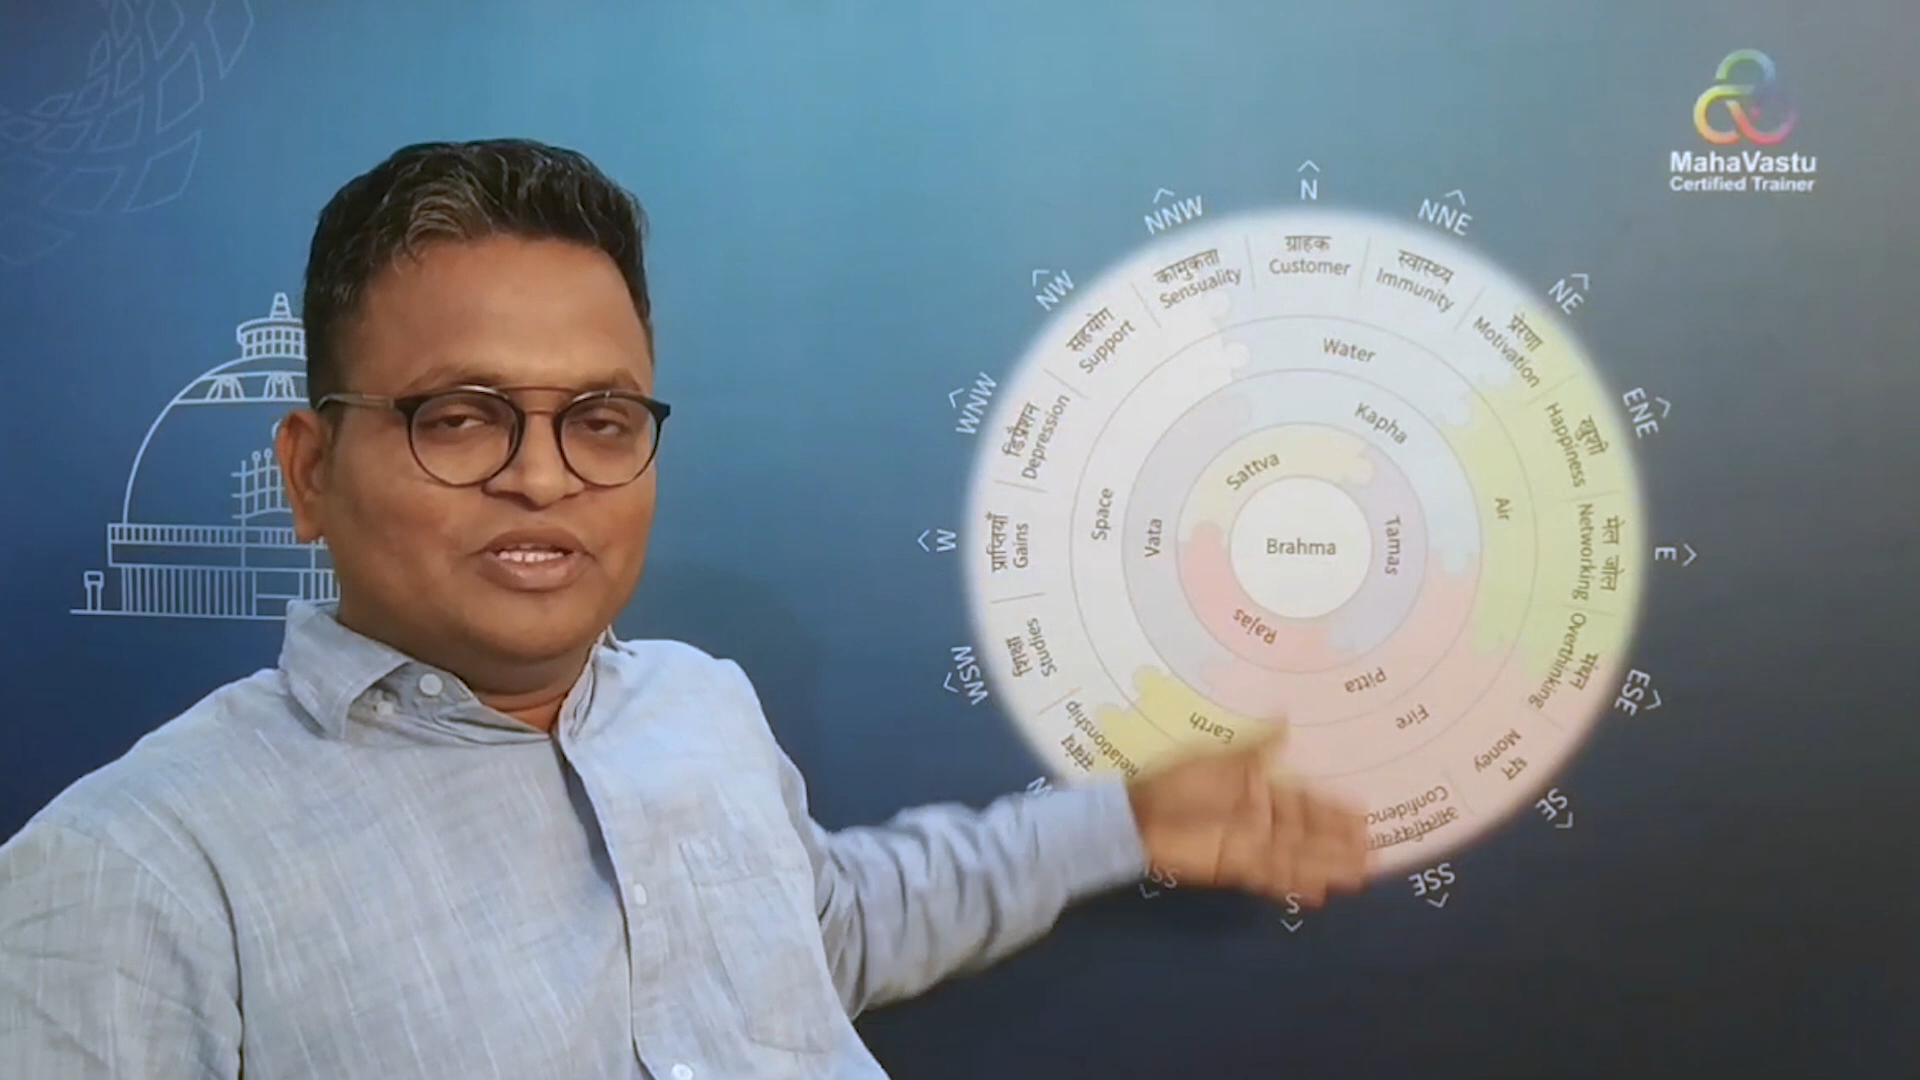 MahaVastu
Certified Trainer
N
NNE
NE
ENE
E
ESE
SE
SSE
S
WSW
W
WNW
NW
NNW
ग्राहक
Customer
स्वास्थ्य
Immunity
प्रेरणा
Motivation
खुशी
Happiness
मेल जोल
Networking
मंथन
Overthinking
धन
Money
संबंध
Relationship
शिक्षा
Studies
प्राप्तियाँ
Gains
डिप्रैशन
Depression
सहयोग
Support
कामुकता
Sensuality
Water
Air
Fire
Earth
Space
Kapha
Pitta
Vata
Sattva
Tamas
Rajas
Brahma